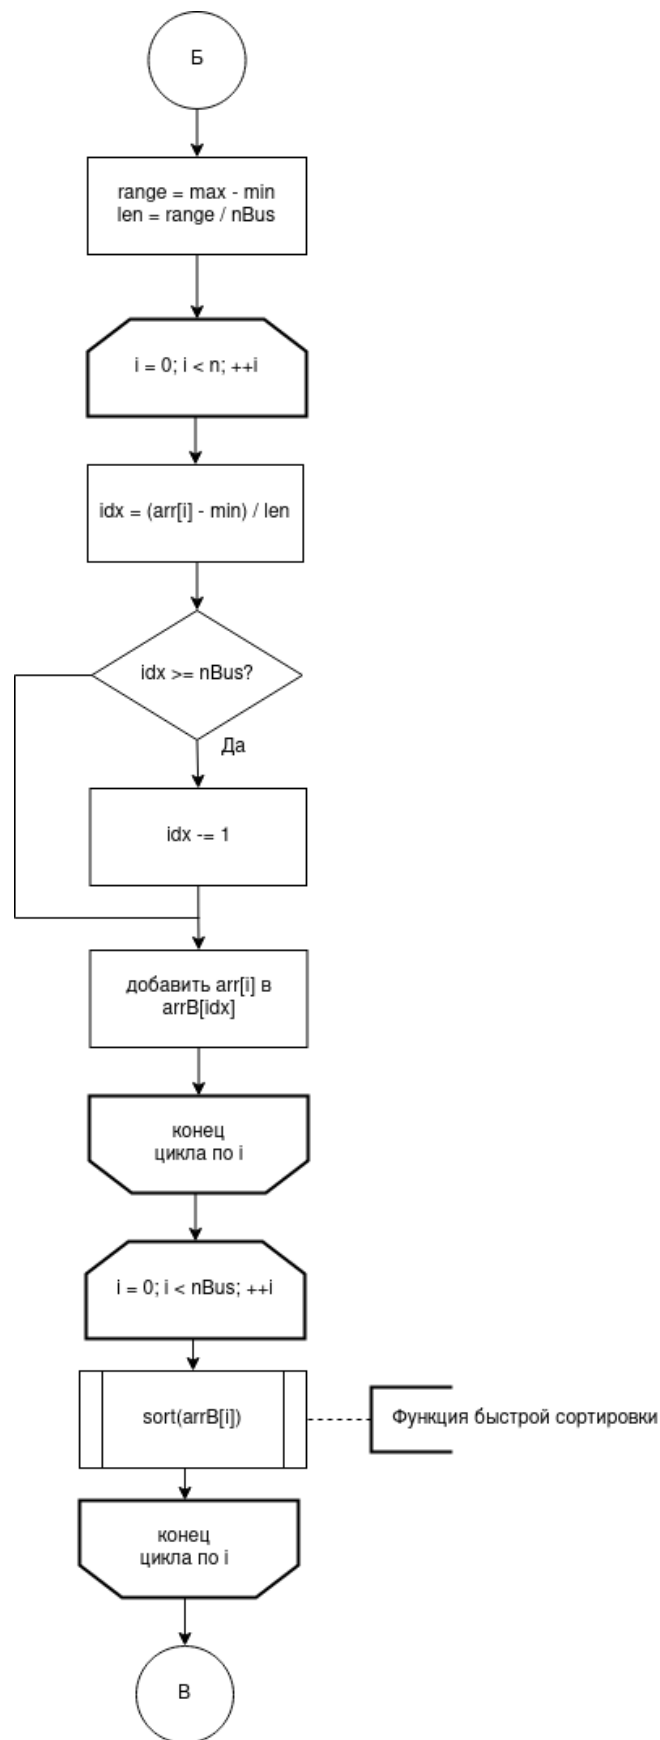 Б
range = max - min
len = range / nBus
i = 0; i < n; ++i
idx = (arr[i] - min) / len
idx >= nBus?
Да
idx -= 1
добавить arr[i] в
arrB[idx]
конец
цикла по i
i = 0; i < nBus; ++i
sort(arrB[i])
Функция быстрой сортировки
конец
цикла по i
В